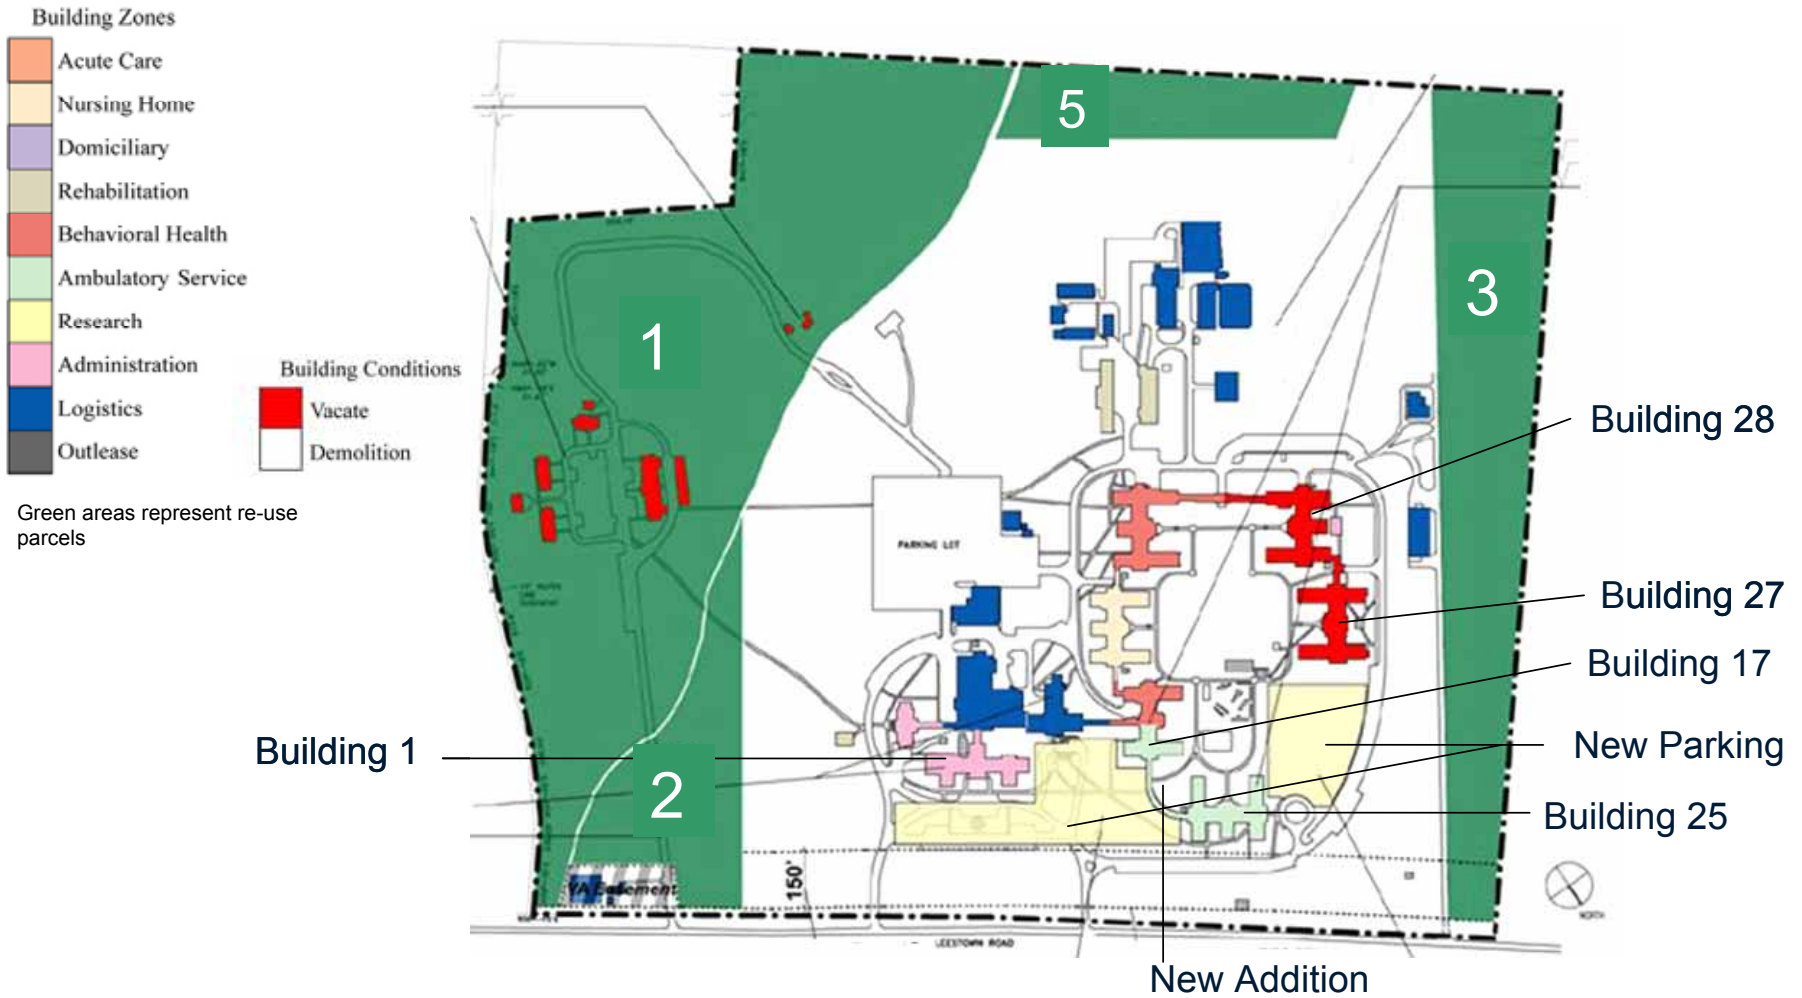 Building Zones
Acute Care
Nursing Home
Domiciliary
Rehabilitation
Behavioral Health
Ambulatory Service
Research
Administration
Logistics
Outlease
Building Conditions
Vacate
Demolition
Green areas represent re-use
parcels
5
3
1
2
PARKING LOT
Building 28
Building 27
Building 17
Building 1
New Parking
Building 25
VA Easement
150'
NORTH
LEESTOWN ROAD
New Addition